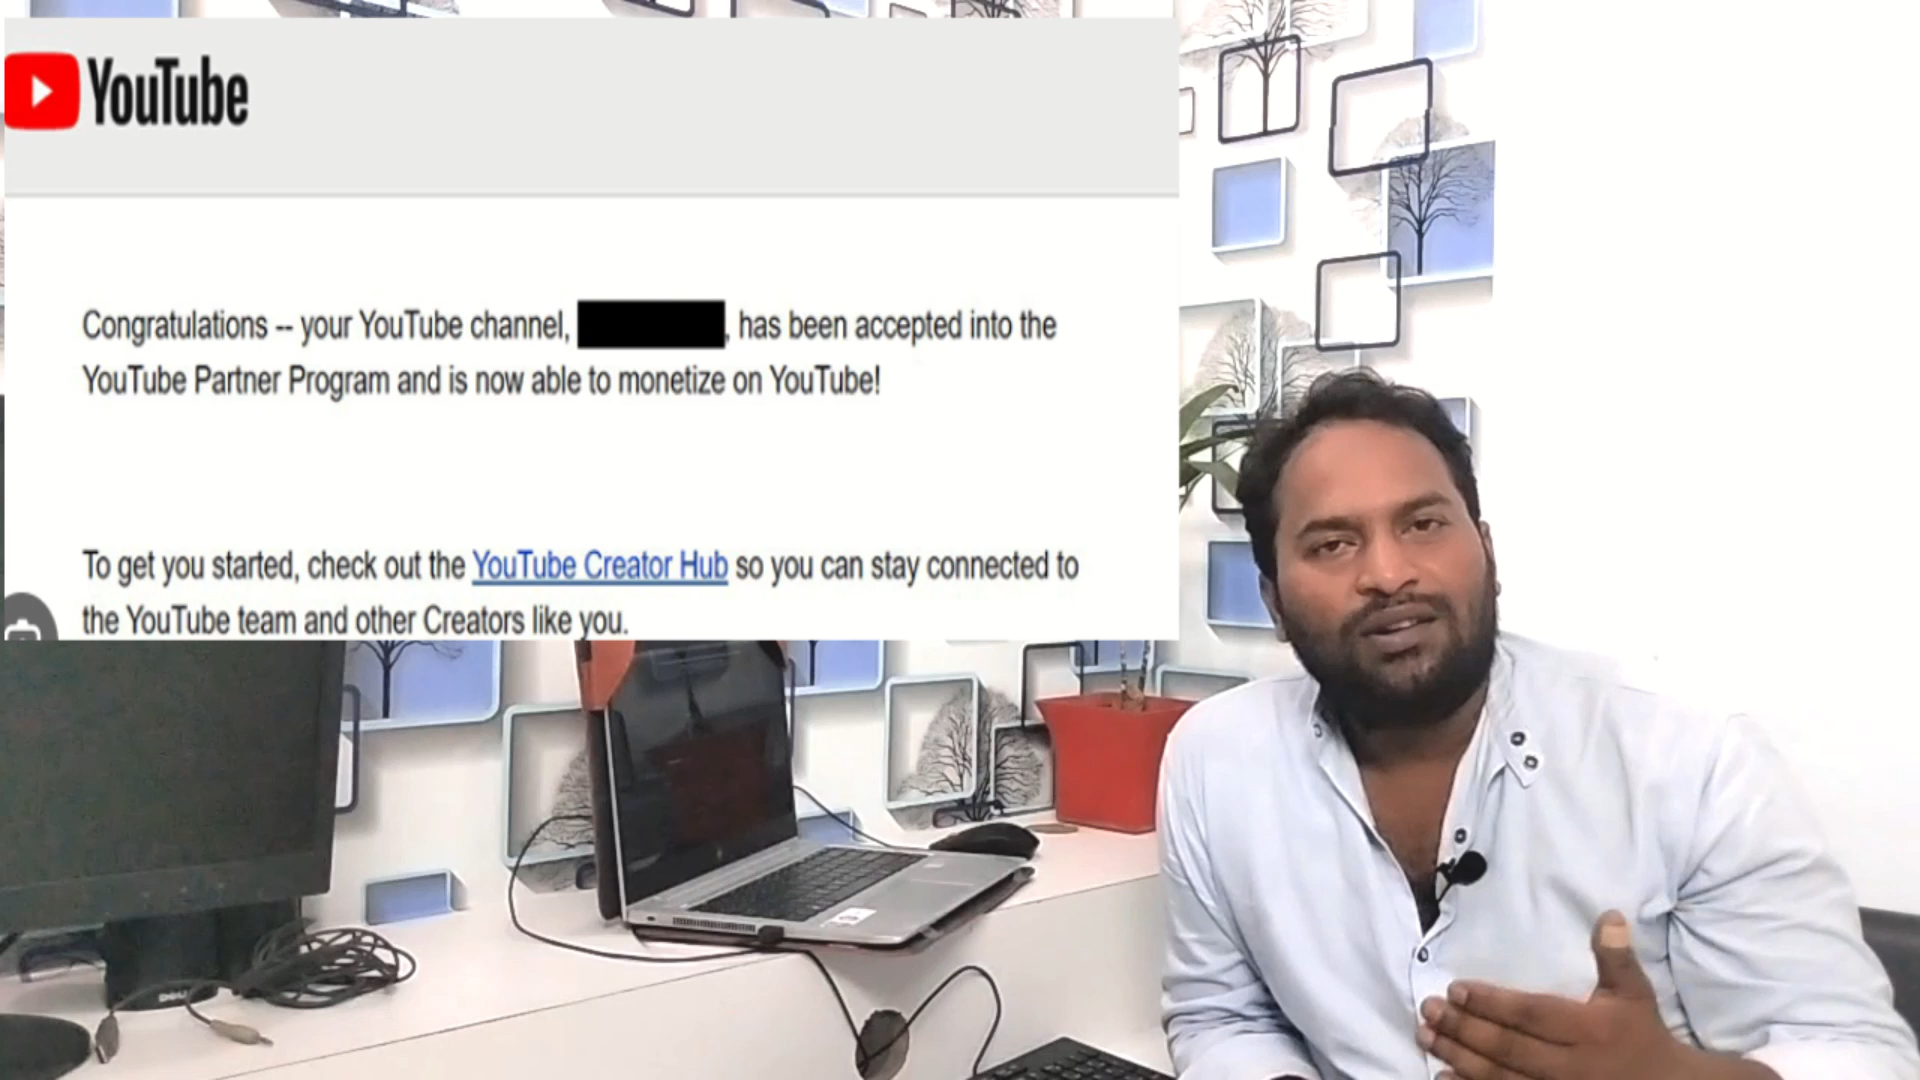 YouTube
Congratulations -- your YouTube channel, , has been accepted into the
YouTube Partner Program and is now able to monetize on YouTube!
To get you started, check out the YouTube Creator Hub so you can stay connected to
the YouTube team and other Creators like you.
DELL